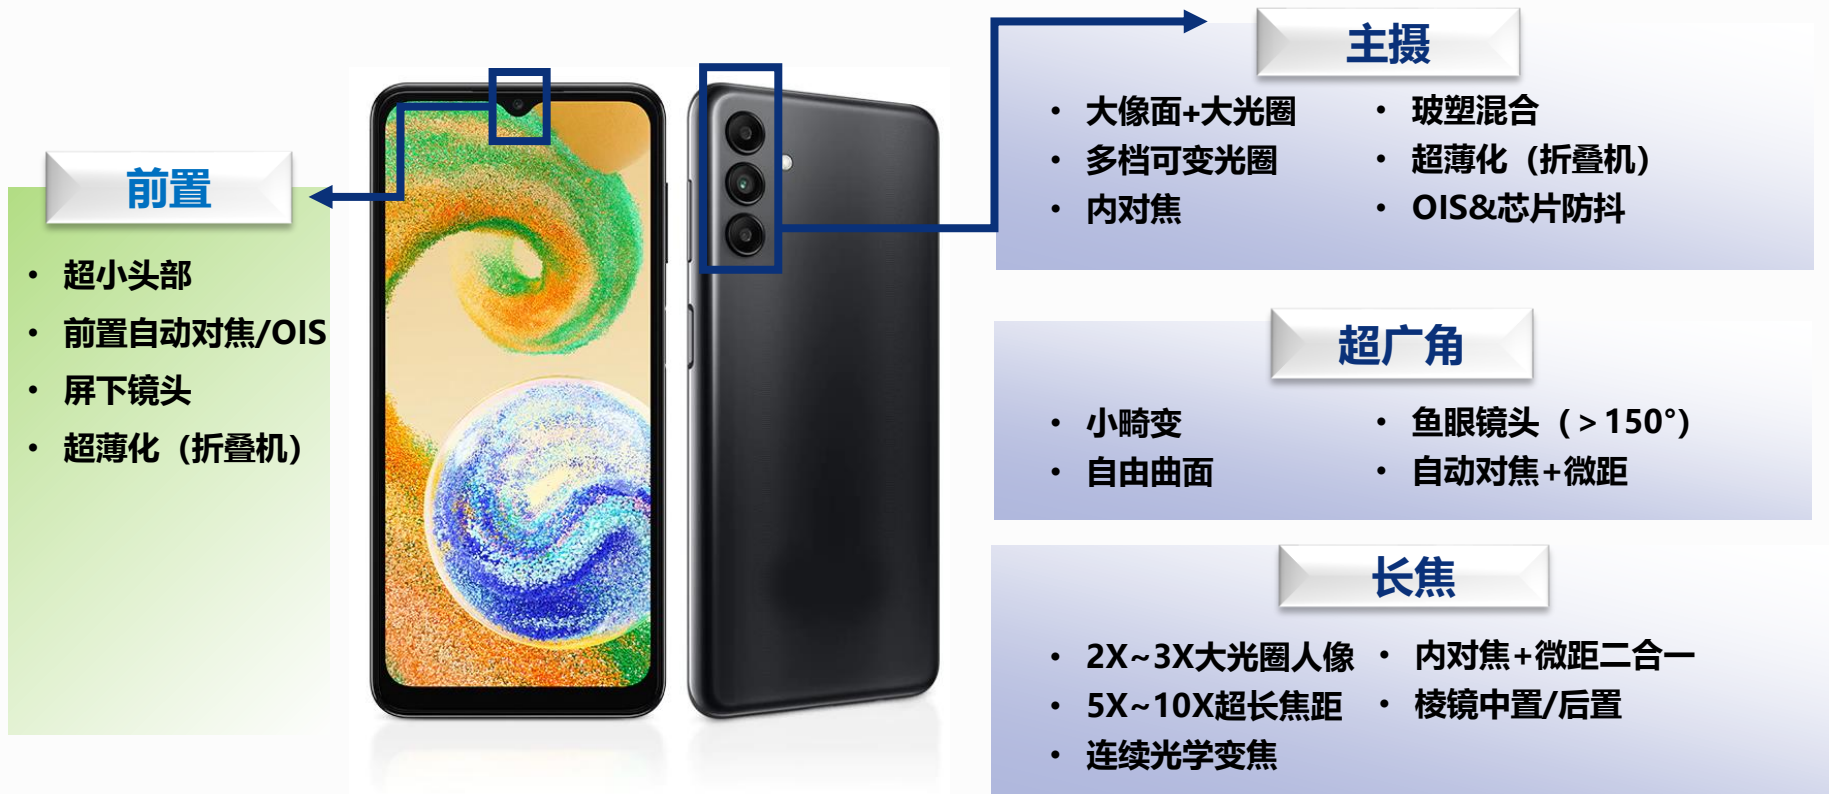 前置
• 超小头部
• 前置自动对焦/OIS
• 屏下镜头
• 超薄化（折叠机）
主摄
• 大像面+大光圈
• 多档可变光圈
• 内对焦
• 玻塑混合
• 超薄化（折叠机）
• OIS&芯片防抖
超广角
• 小畸变
• 自由曲面
• 鱼眼镜头（＞150°）
• 自动对焦+微距
长焦
• 2X~3X大光圈人像
• 5X~10X超长焦距
• 连续光学变焦
• 内对焦+微距二合一
• 棱镜中置/后置